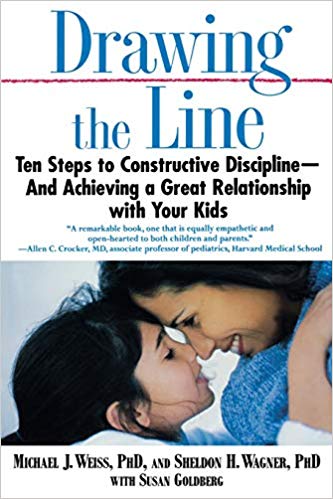 Drawing
the Line
Ten Steps to Constructive Discipline—
And Achieving a Great Relationship
with Your Kids
"A remarkable book, one that is equally empathetic and
open-hearted to both children and parents."
—Allen C. Crocker, MD, associate professor of pediatrics, Harvard Medical School
Michael J. Weiss, PhD, and Sheldon H. Wagner, PhD
with Susan Goldberg